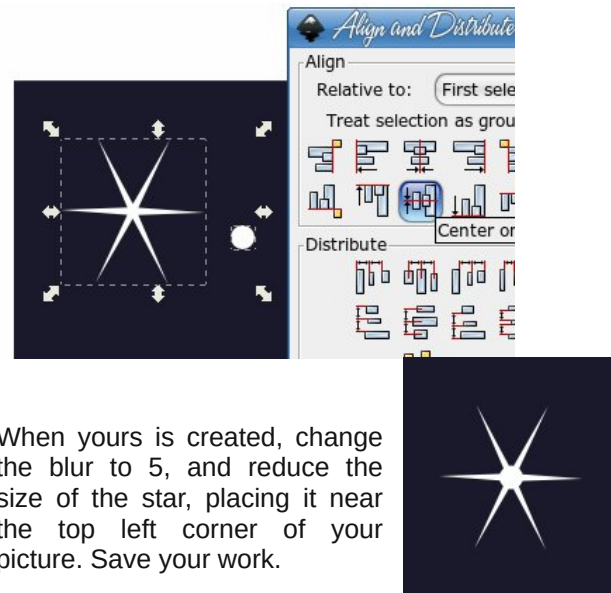 Align and Distribute
Align
Relative to: First sele
Treat selection as grou
Center or
Distribute
When yours is created, change
the blur to 5, and reduce the
size of the star, placing it near
the top left corner of your
picture. Save your work.